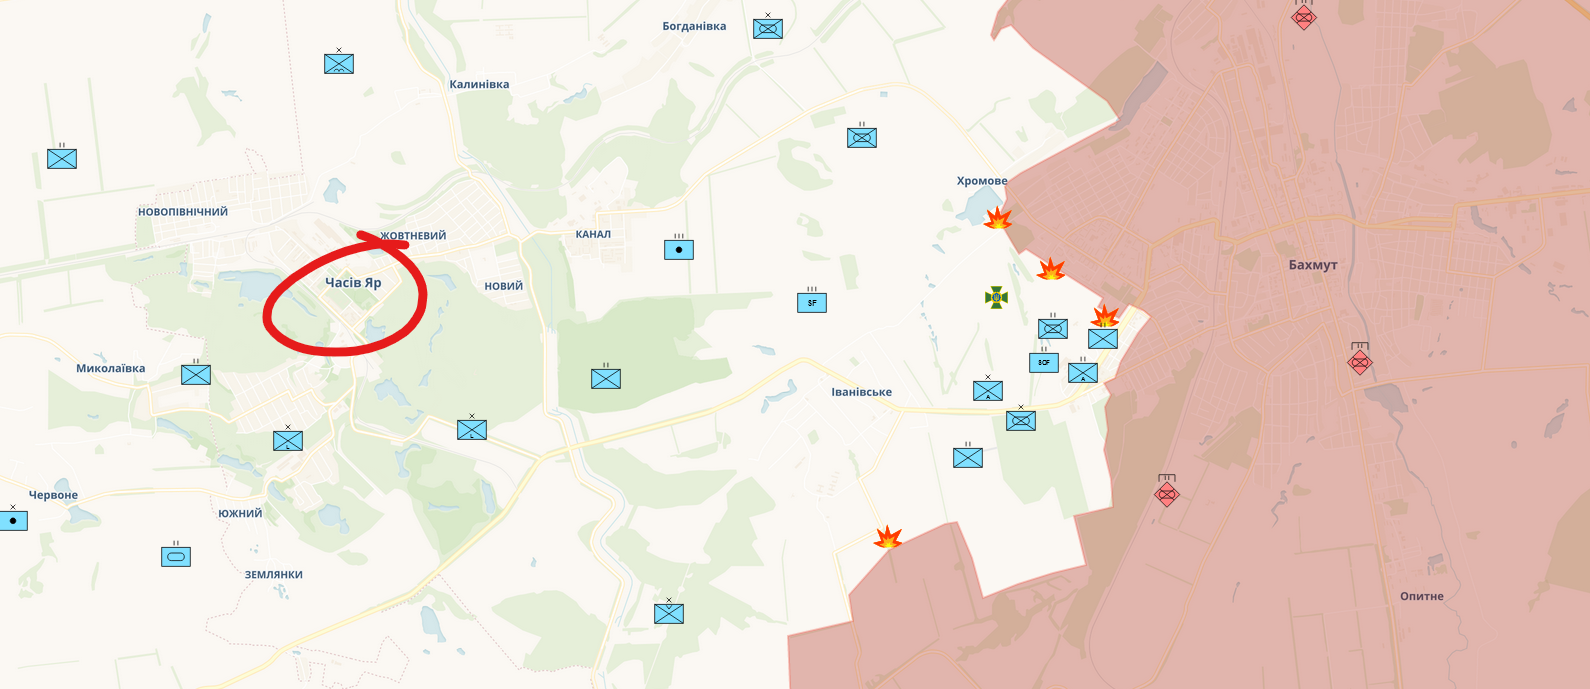 Богданівка
Калинівка
Хромове
НОВОПІВНІЧНИЙ
ЖОВТНЕВИЙ
КАНАЛ
Бахмут
Часів Яр
НОВИЙ
SF
SOF
Миколаївка
A
Іванівське
A
L
L
Червоне
ЮЖНИЙ
ЗЕМЛЯНКИ
Опитне